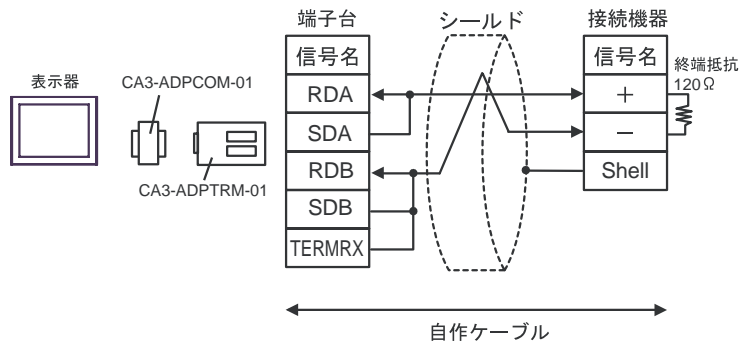 表示器
CA3-ADPCOM-01
CA3-ADPTRM-01
端子台
信号名
RDA
SDA
RDB
SDB
TERMRX
シールド
接続機器
信号名
+
－
Shell
終端抵抗
120Ω
自作ケーブル